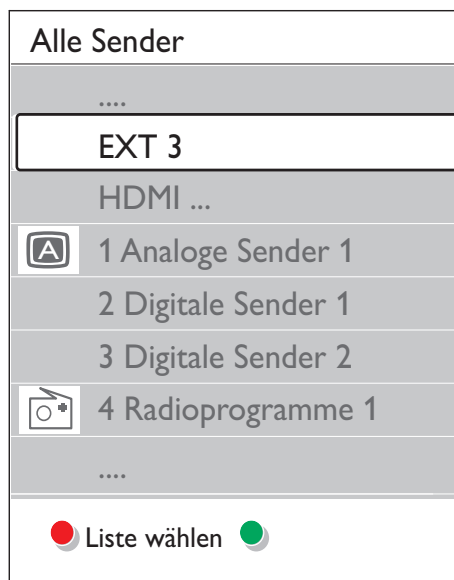 Alle Sender
....
EXT 3
HDMI ...
A 1 Analoge Sender 1
2 Digitale Sender 1
3 Digitale Sender 2
4 Radioprogramme 1
....
Liste wählen